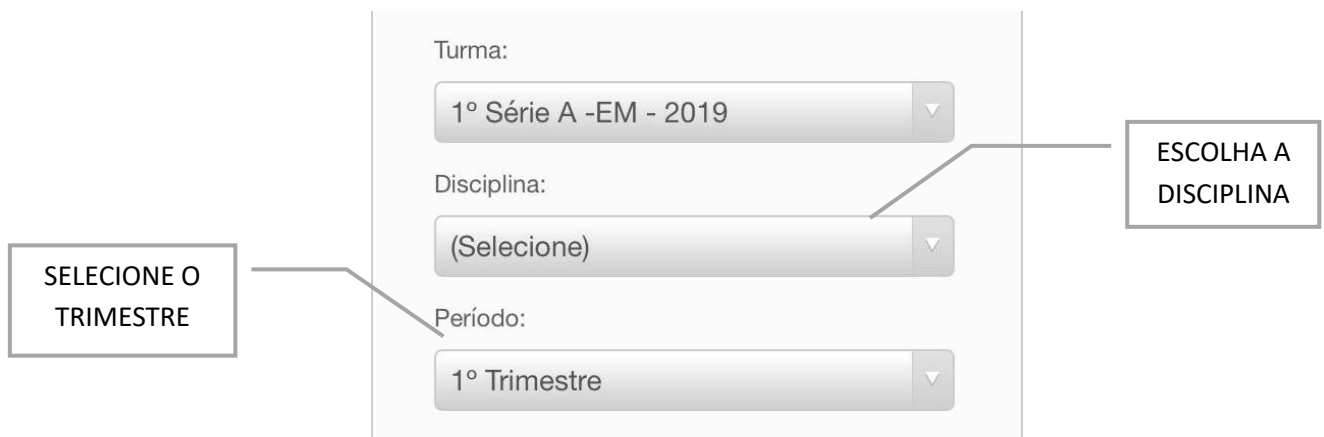 Turma:
1º Série A -EM - 2019
ESCOLHA A
DISCIPLINA
Disciplina:
(Selecione)
SELECIONE O
TRIMESTRE
Período:
1º Trimestre